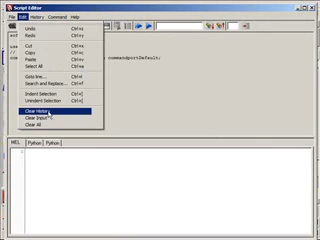 Script Editor
File Edit History Command Help
Undo Ctrl+z
Redo Ctrl+y
Cut Ctrl+x
Copy Ctrl+c
Paste Ctrl+v
Select All Ctrl+a
Goto line...
Search and Replace... Ctrl+f
Indent Selection Ctrl+]
Unindent Selection Ctrl+[
Clear History
Clear Input
Clear All
commandportDefault;
MEL Python Python
1